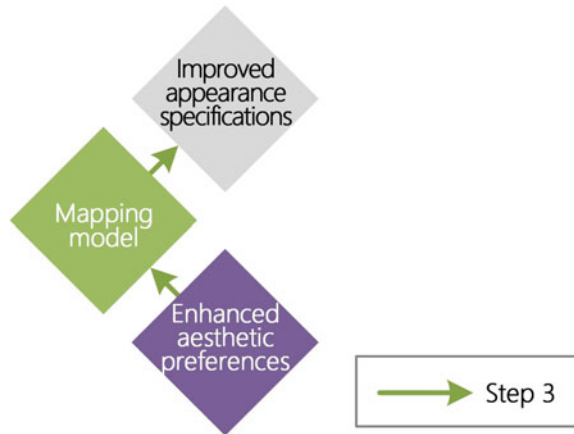 Improved
appearance
specifications
Mapping
model
Enhanced
aesthetic
preferences
Step 3